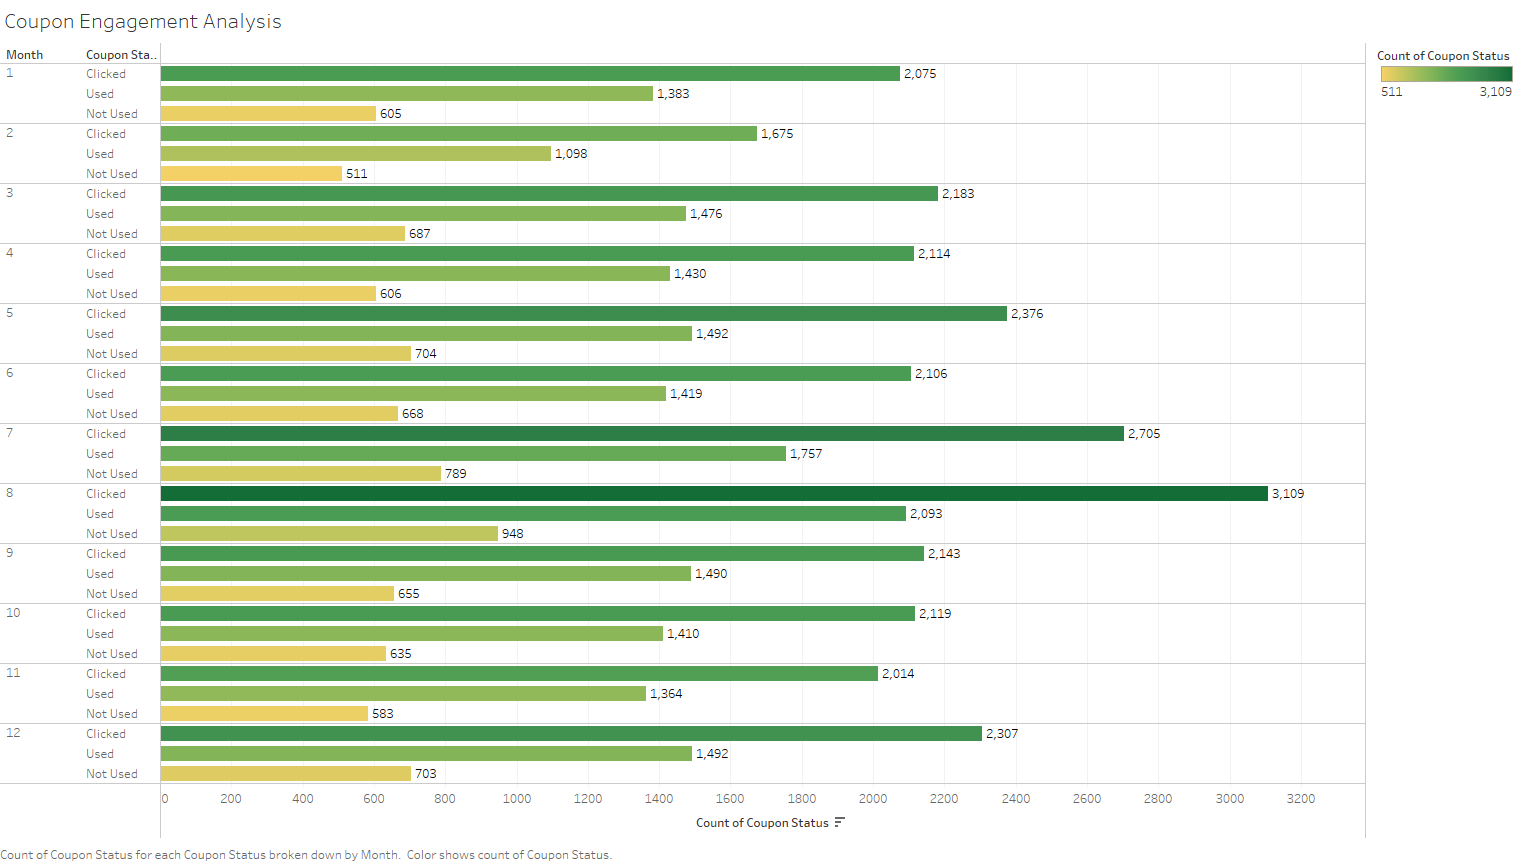 Coupon Engagement Analysis
Month Coupon Sta..
1 Clicked 2,075
Used 1,383
Not Used 605
2 Clicked 1,675
Used 1,098
Not Used 511
3 Clicked 2,183
Used 1,476
Not Used 687
4 Clicked 2,114
Used 1,430
Not Used 606
5 Clicked 2,376
Used 1,492
Not Used 704
6 Clicked 2,106
Used 1,419
Not Used 668
7 Clicked 2,705
Used 1,757
Not Used 789
8 Clicked 3,109
Used 2,093
Not Used 948
9 Clicked 2,143
Used 1,490
Not Used 655
10 Clicked 2,119
Used 1,410
Not Used 635
11 Clicked 2,014
Used 1,364
Not Used 583
12 Clicked 2,307
Used 1,492
Not Used 703
0 200 400 600 800 1000 1200 1400 1600 1800 2000 2200 2400 2600 2800 3000 3200
Count of Coupon Status
Count of Coupon Status
511 3,109
Count of Coupon Status for each Coupon Status broken down by Month. Color shows count of Coupon Status.